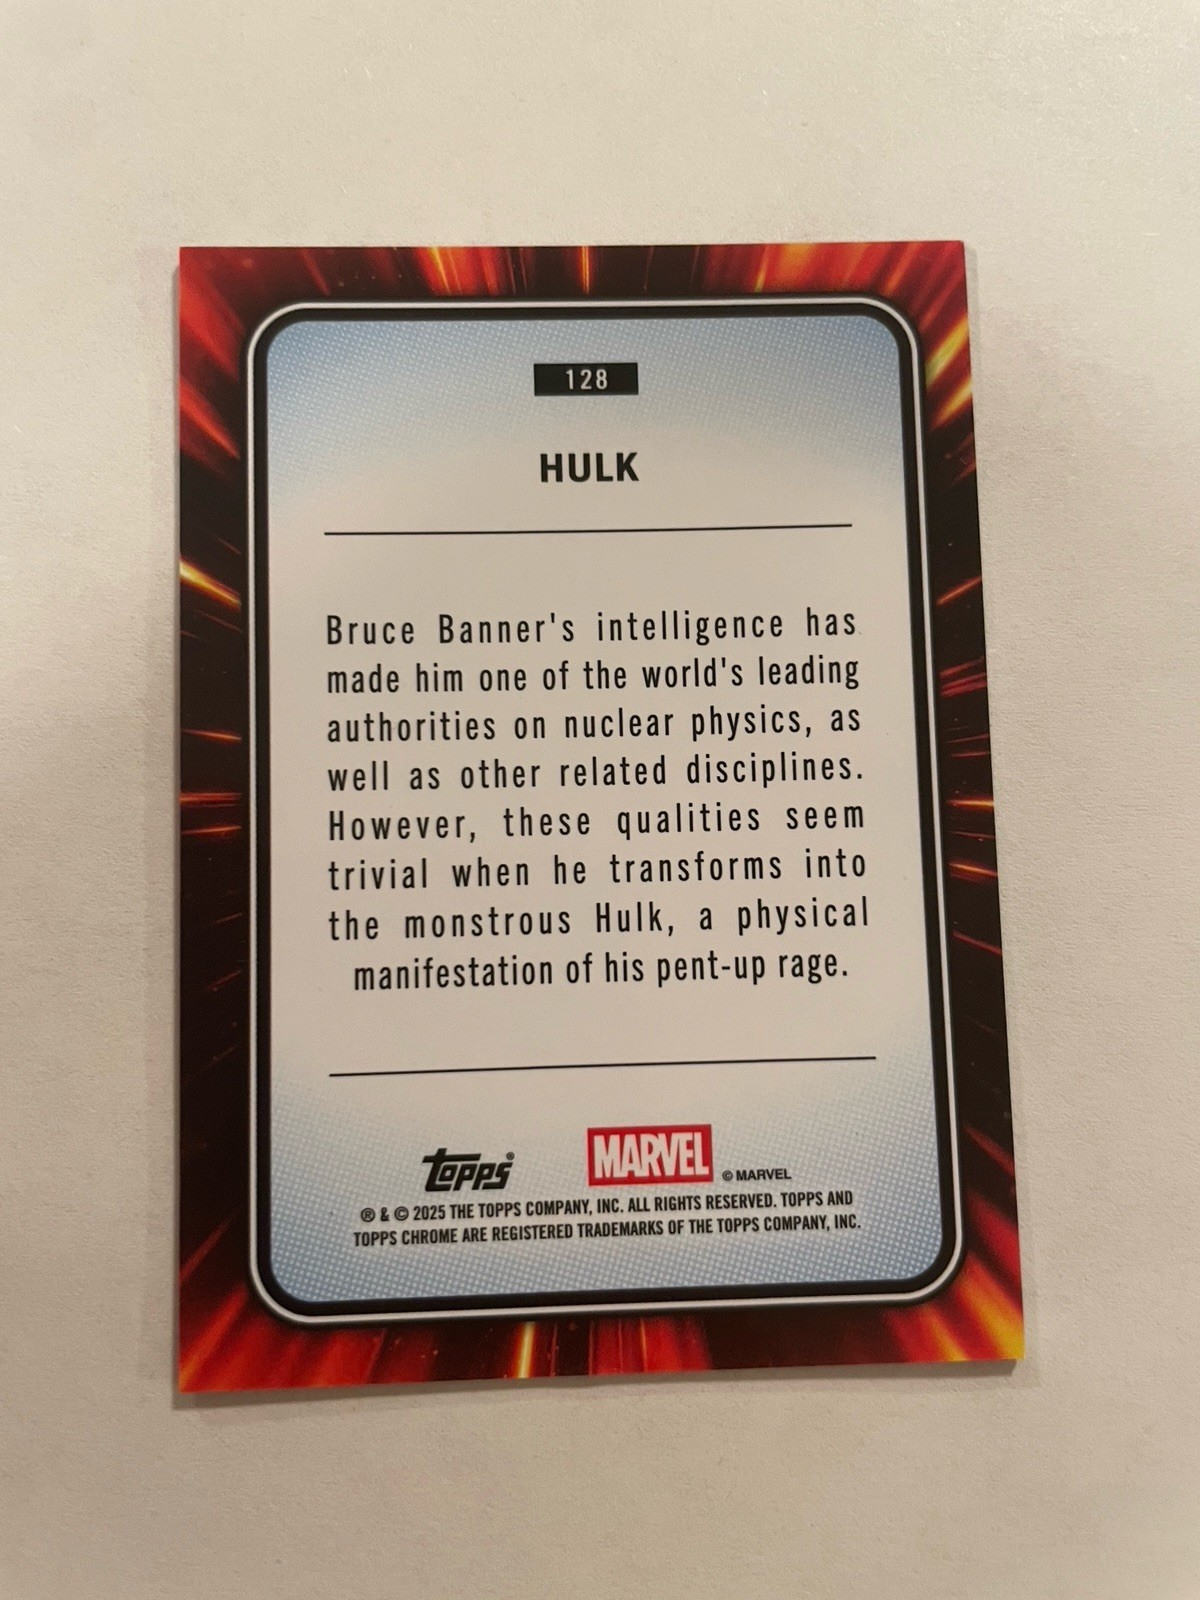 128
HULK
Bruce Banner's intelligence has
made him one of the world's leading
authorities on nuclear physics, as
well as other related disciplines.
However, these qualities seem
trivial when he transforms into
the monstrous Hulk, a physical
manifestation of his pent-up rage.
Topps® MARVEL © MARVEL
® & © 2025 THE TOPPS COMPANY, INC. ALL RIGHTS RESERVED. TOPPS AND
TOPPS CHROME ARE REGISTERED TRADEMARKS OF THE TOPPS COMPANY, INC.